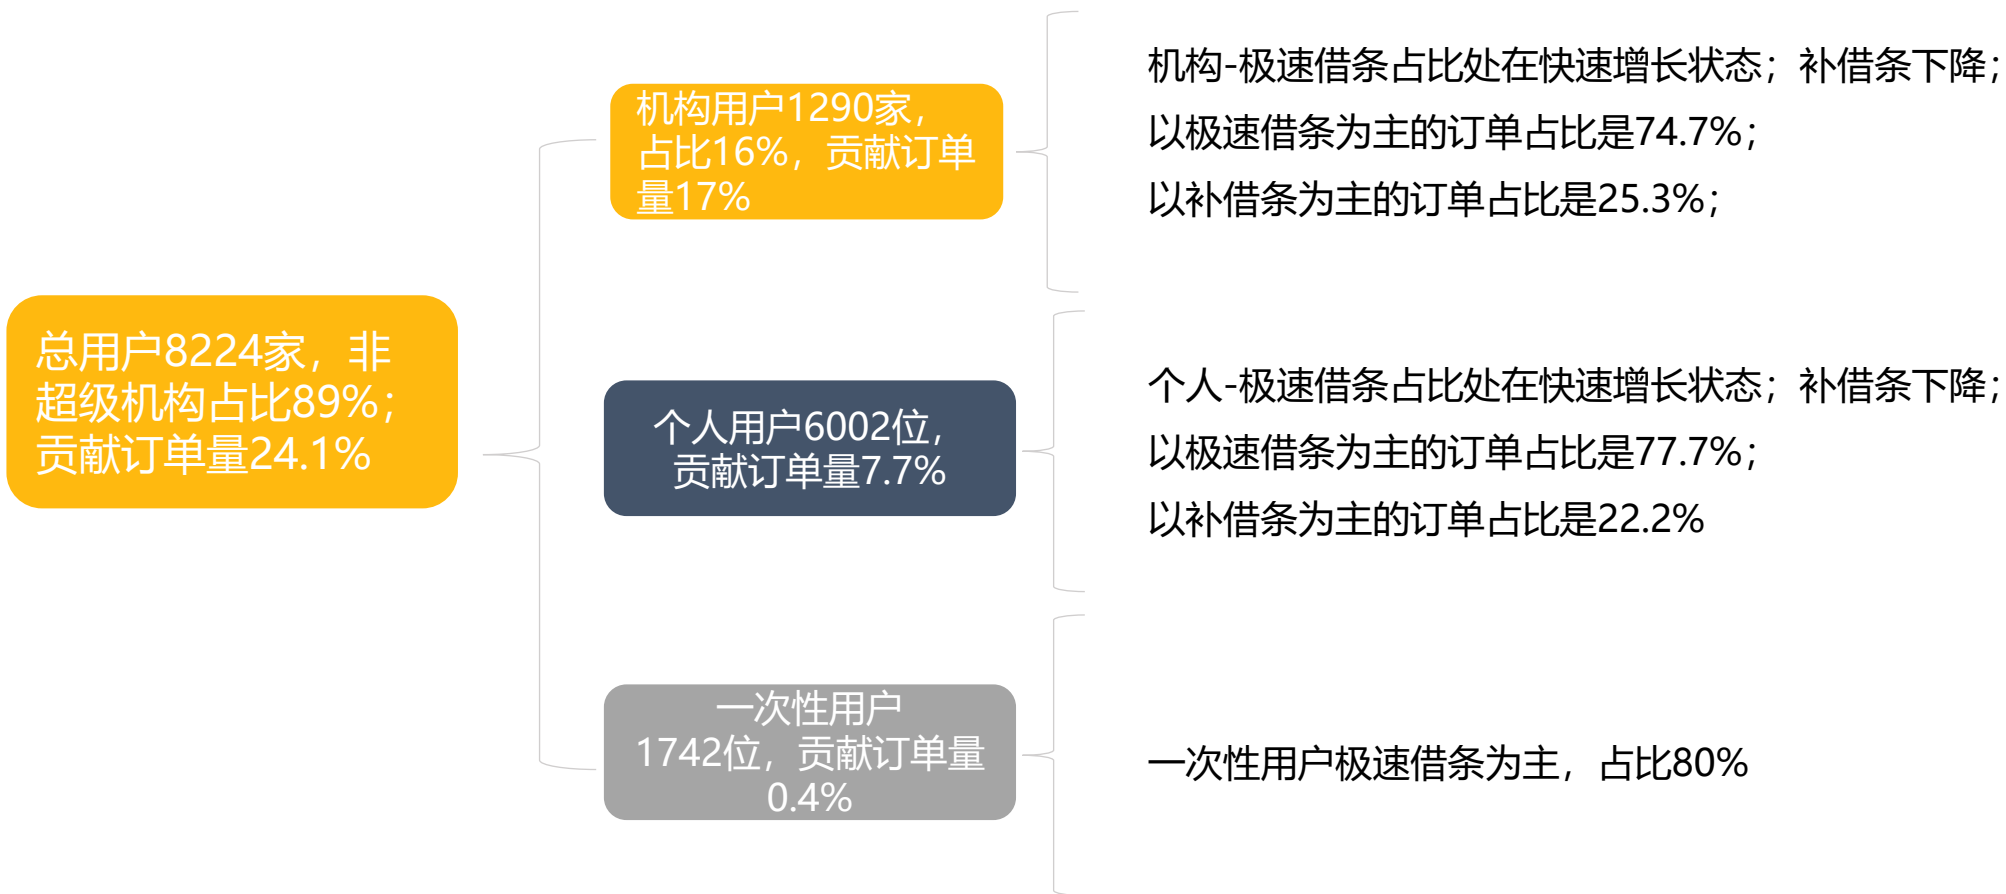 总用户8224家，非
超级机构占比89%；
贡献订单量24.1%
机构用户1290家，
占比16%，贡献订单
量17%
机构-极速借条占比处在快速增长状态；补借条下降；
以极速借条为主的订单占比是74.7%；
以补借条为主的订单占比是25.3%；
个人用户6002位，
贡献订单量7.7%
个人-极速借条占比处在快速增长状态；补借条下降；
以极速借条为主的订单占比是77.7%；
以补借条为主的订单占比是22.2%
一次性用户
1742位，贡献订单量
0.4%
一次性用户极速借条为主，占比80%